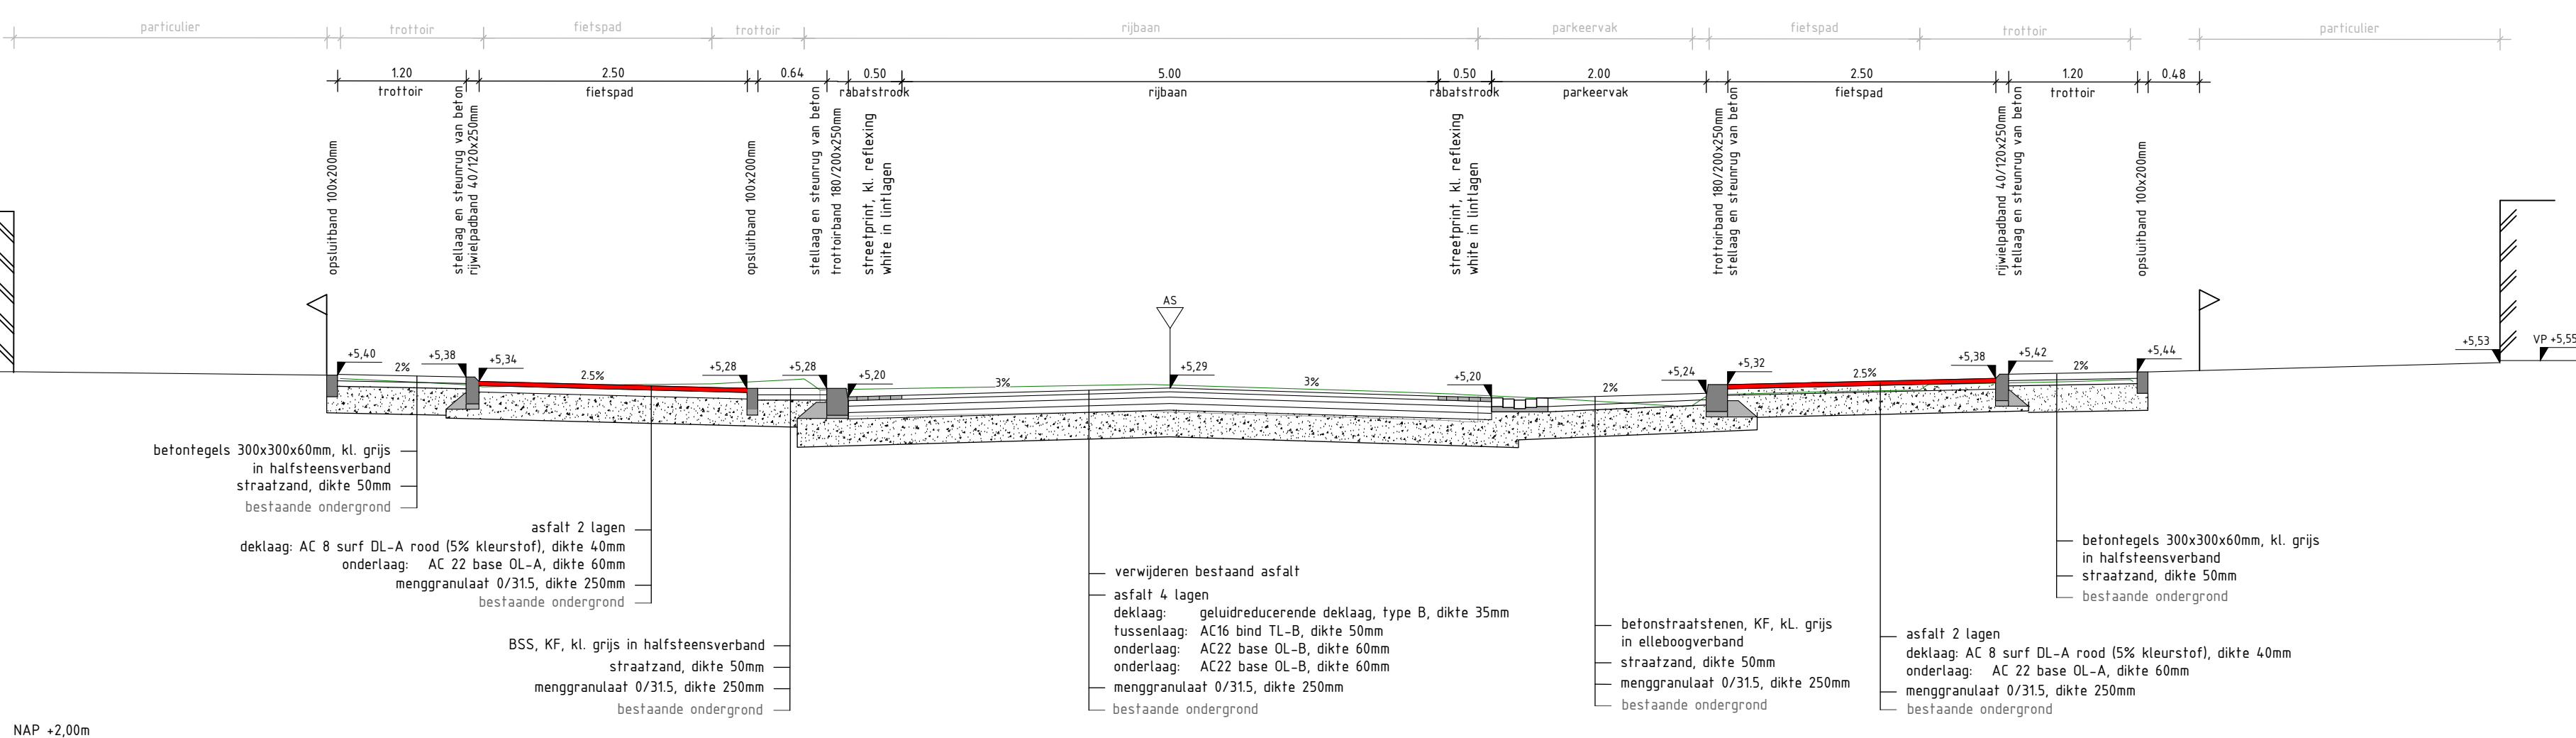 particulier
trottoir
fietspad
trottoir
rijbaan
parkeervak
fietspad
trottoir
particulier
1.20
2.50
0.64
0.50
5.00
0.50
2.00
2.50
1.20
0.48
trottoir
fietspad
rabatstrook
rijbaan
rabatstrook
parkeervak
fietspad
trottoir
opsluitband 100x200mm
stellaag en steunrug van beton
rijwielpadband 40/120x250mm
opsluitband 100x200mm
stellaag en steunrug van beton
trottoirband 180/200x250mm
streetprint, kl. reflexing
white in lintlagen
streetprint, kl. reflexing
white in lintlagen
trottoirband 180/200x250mm
stellaag en steunrug van beton
rijwielpadband 40/120x250mm
stellaag en steunrug van beton
opsluitband 100x200mm
AS
+5,40
2%
+5,38
+5,34
2.5%
+5,28
+5,28
+5,20
3%
+5,29
3%
+5,20
2%
+5,24
+5,32
2.5%
+5,38
+5,42
2%
+5,44
+5,53
VP +5,55
betontegels 300x300x60mm, kl. grijs
in halfsteensverband
straatzand, dikte 50mm
bestaande ondergrond
asfalt 2 lagen
deklaag: AC 8 surf DL-A rood (5% kleurstof), dikte 40mm
onderlaag: AC 22 base OL-A, dikte 60mm
menggranulaat 0/31.5, dikte 250mm
bestaande ondergrond
BSS, KF, kl. grijs in halfsteensverband
straatzand, dikte 50mm
menggranulaat 0/31.5, dikte 250mm
bestaande ondergrond
verwijderen bestaand asfalt
asfalt 4 lagen
deklaag: geluidreducerende deklaag, type B, dikte 35mm
tussenlaag: AC16 bind TL-B, dikte 50mm
onderlaag: AC22 base OL-B, dikte 60mm
onderlaag: AC22 base OL-B, dikte 60mm
menggranulaat 0/31.5, dikte 250mm
bestaande ondergrond
betonstraatstenen, KF, kL. grijs
in elleboogverband
straatzand, dikte 50mm
menggranulaat 0/31.5, dikte 250mm
bestaande ondergrond
asfalt 2 lagen
deklaag: AC 8 surf DL-A rood (5% kleurstof), dikte 40mm
onderlaag: AC 22 base OL-A, dikte 60mm
menggranulaat 0/31.5, dikte 250mm
bestaande ondergrond
betontegels 300x300x60mm, kl. grijs
in halfsteensverband
straatzand, dikte 50mm
bestaande ondergrond
NAP +2,00m